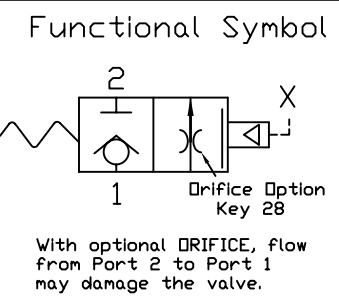 Functional Symbol
2
X
1
Orifice Option
Key 28
With optional ORIFICE, flow
from Port 2 to Port 1
may damage the valve.